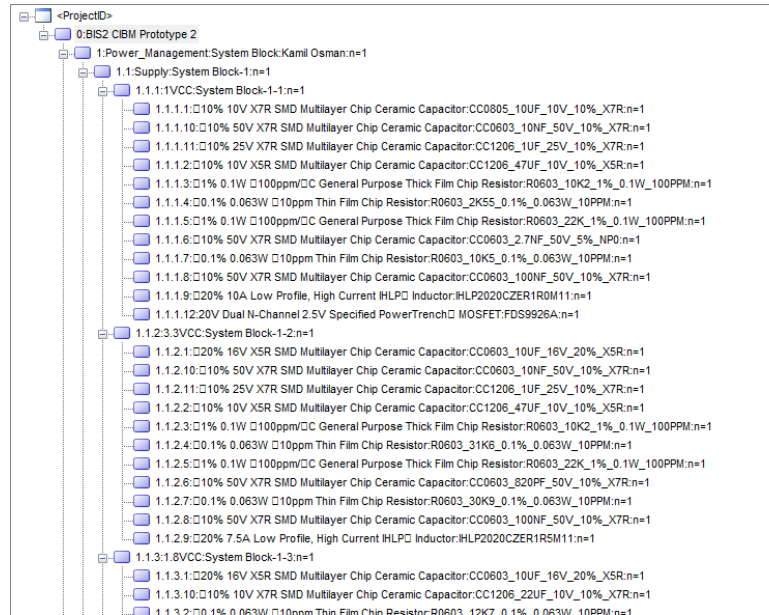 <ProjectID>
0:BIS2 CIBM Prototype 2
1:Power_Management:System Block:Kamil Osman:n=1
1.1:Supply:System Block-1:n=1
1.1.1:1VCC:System Block-1-1:n=1
1.1.1.1:▯10% 10V X7R SMD Multilayer Chip Ceramic Capacitor:CC0805_10UF_10V_10%_X7R:n=1
1.1.1.10:▯10% 50V X7R SMD Multilayer Chip Ceramic Capacitor:CC0603_10NF_50V_10%_X7R:n=1
1.1.1.11:▯10% 25V X7R SMD Multilayer Chip Ceramic Capacitor:CC1206_1UF_25V_10%_X7R:n=1
1.1.1.2:▯10% 10V X5R SMD Multilayer Chip Ceramic Capacitor:CC1206_47UF_10V_10%_X5R:n=1
1.1.1.3:▯1% 0.1W ▯100ppm/▯C General Purpose Thick Film Chip Resistor:R0603_10K2_1%_0.1W_100PPM:n=1
1.1.1.4:▯0.1% 0.063W ▯10ppm Thin Film Chip Resistor:R0603_2K55_0.1%_0.063W_10PPM:n=1
1.1.1.5:▯1% 0.1W ▯100ppm/▯C General Purpose Thick Film Chip Resistor:R0603_22K_1%_0.1W_100PPM:n=1
1.1.1.6:▯10% 50V X7R SMD Multilayer Chip Ceramic Capacitor:CC0603_2.7NF_50V_5%_NP0:n=1
1.1.1.7:▯0.1% 0.063W ▯10ppm Thin Film Chip Resistor:R0603_10K5_0.1%_0.063W_10PPM:n=1
1.1.1.8:▯10% 50V X7R SMD Multilayer Chip Ceramic Capacitor:CC0603_100NF_50V_10%_X7R:n=1
1.1.1.9:▯20% 10A Low Profile, High Current IHLP▯ Inductor:IHLP2020CZER1R0M11:n=1
1.1.1.12:20V Dual N-Channel 2.5V Specified PowerTrench▯ MOSFET:FDS9926A:n=1
1.1.2:3.3VCC:System Block-1-2:n=1
1.1.2.1:▯20% 16V X5R SMD Multilayer Chip Ceramic Capacitor:CC0603_10UF_16V_20%_X5R:n=1
1.1.2.10:▯10% 50V X7R SMD Multilayer Chip Ceramic Capacitor:CC0603_10NF_50V_10%_X7R:n=1
1.1.2.11:▯10% 25V X7R SMD Multilayer Chip Ceramic Capacitor:CC1206_1UF_25V_10%_X7R:n=1
1.1.2.2:▯10% 10V X5R SMD Multilayer Chip Ceramic Capacitor:CC1206_47UF_10V_10%_X5R:n=1
1.1.2.3:▯1% 0.1W ▯100ppm/▯C General Purpose Thick Film Chip Resistor:R0603_10K2_1%_0.1W_100PPM:n=1
1.1.2.4:▯0.1% 0.063W ▯10ppm Thin Film Chip Resistor:R0603_31K6_0.1%_0.063W_10PPM:n=1
1.1.2.5:▯1% 0.1W ▯100ppm/▯C General Purpose Thick Film Chip Resistor:R0603_22K_1%_0.1W_100PPM:n=1
1.1.2.6:▯10% 50V X7R SMD Multilayer Chip Ceramic Capacitor:CC0603_820PF_50V_10%_X7R:n=1
1.1.2.7:▯0.1% 0.063W ▯10ppm Thin Film Chip Resistor:R0603_30K9_0.1%_0.063W_10PPM:n=1
1.1.2.8:▯10% 50V X7R SMD Multilayer Chip Ceramic Capacitor:CC0603_100NF_50V_10%_X7R:n=1
1.1.2.9:▯20% 7.5A Low Profile, High Current IHLP▯ Inductor:IHLP2020CZER1R5M11:n=1
1.1.3:1.8VCC:System Block-1-3:n=1
1.1.3.1:▯20% 16V X5R SMD Multilayer Chip Ceramic Capacitor:CC0603_10UF_16V_20%_X5R:n=1
1.1.3.10:▯10% 10V X7R SMD Multilayer Chip Ceramic Capacitor:CC1206_22UF_10V_10%_X7R:n=1
1.1.3.2:▯0.1% 0.063W ▯10ppm Thin Film Chip Resistor:R0603_12K7_0.1%_0.063W_10PPM:n=1